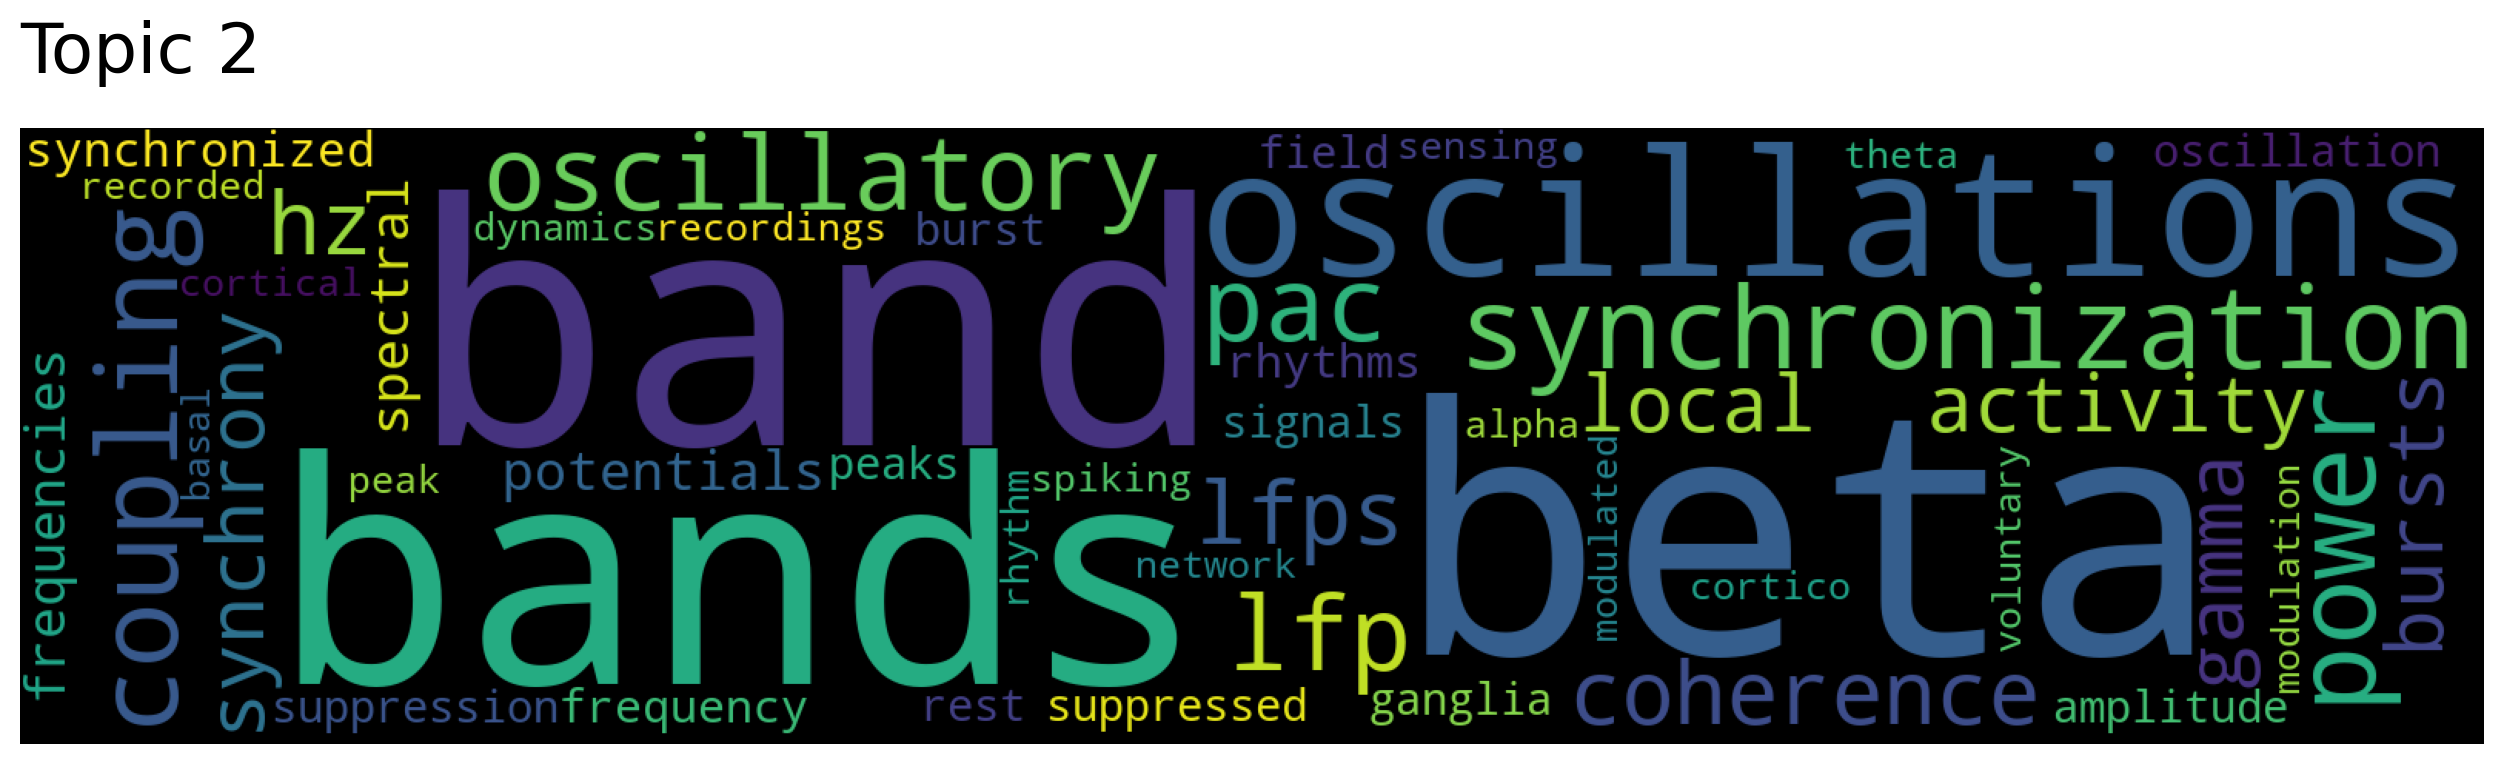 Topic 2
synchronized
recorded
hz
spectral
oscillatory
dynamics
recordings
burst
field
sensing
theta
oscillation
oscillations
cortical
coupling
band
pac
synchronization
rhythms
frequencies
basal
synchrony
signals
alpha
local
activity
peak
potentials
peaks
rhythm
spiking
lfps
network
bands
lfp
beta
modulated
cortico
voluntary
gamma
modulation
power
bursts
suppression
frequency
rest
suppressed
ganglia
coherence
amplitude